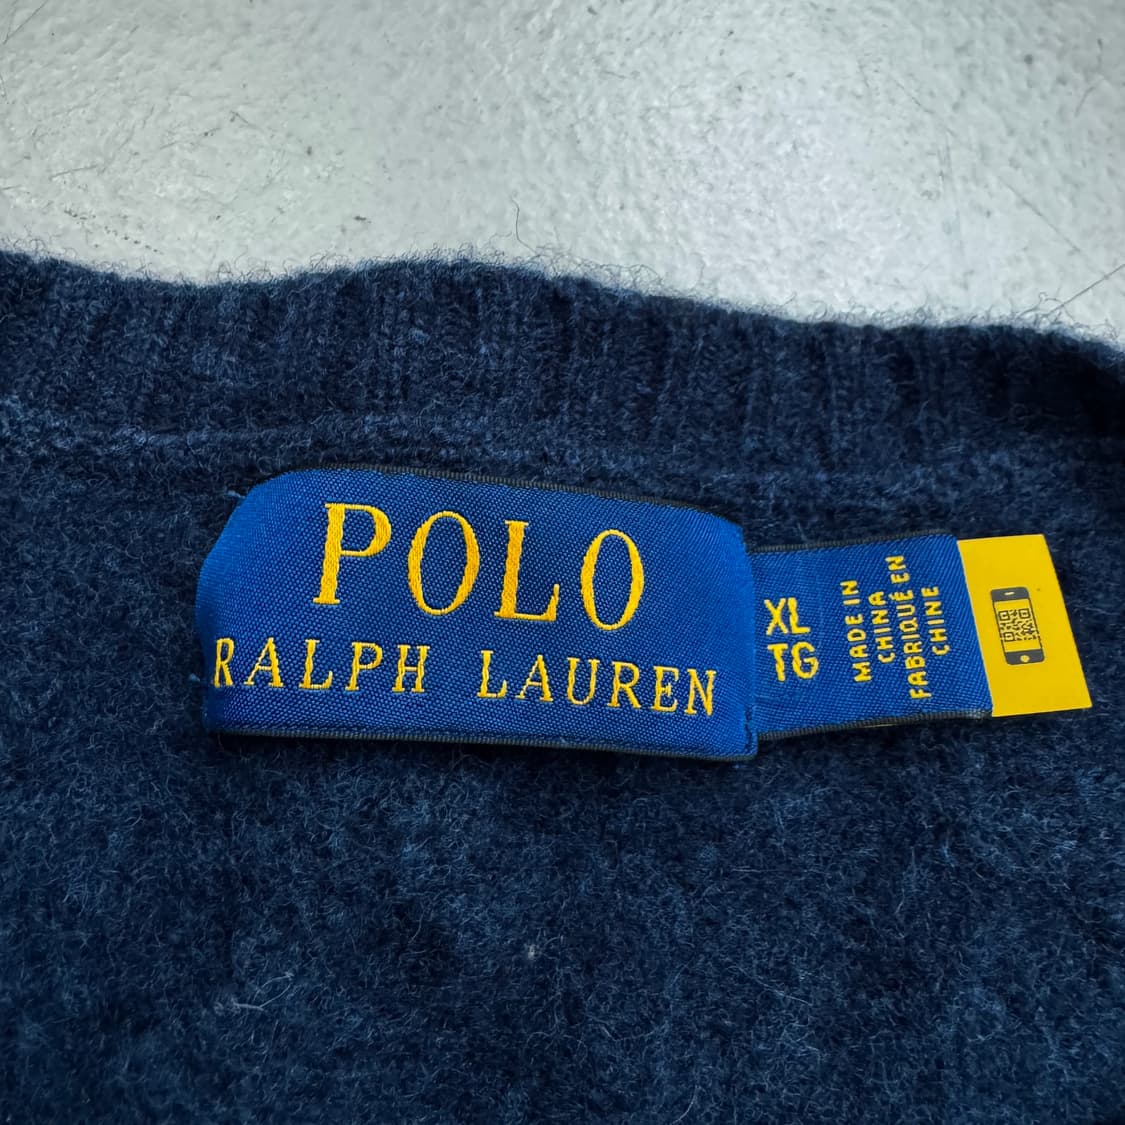 POLO
RALPH LAUREN
XL
TG
MADE IN
CHINA
FABRIQUÉ EN
CHINE